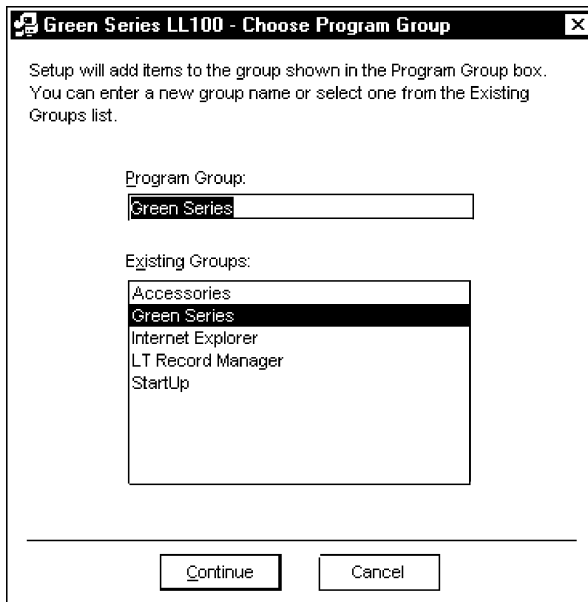 Green Series LL100 - Choose Program Group
Setup will add items to the group shown in the Program Group box.
You can enter a new group name or select one from the Existing
Groups list.
Program Group:
Green Series
Existing Groups:
Accessories
Green Series
Internet Explorer
LT Record Manager
StartUp
Continue
Cancel